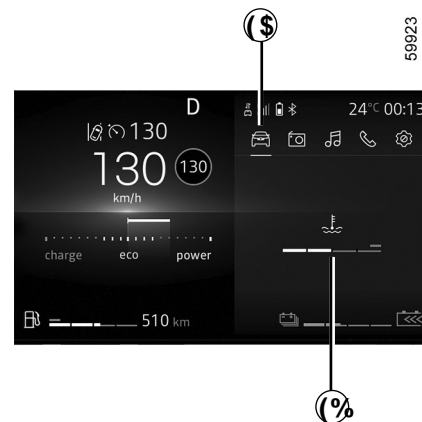 ($
59923
D
24°C 00:13
130
130
130
km/h
charge eco power
510 km
(%